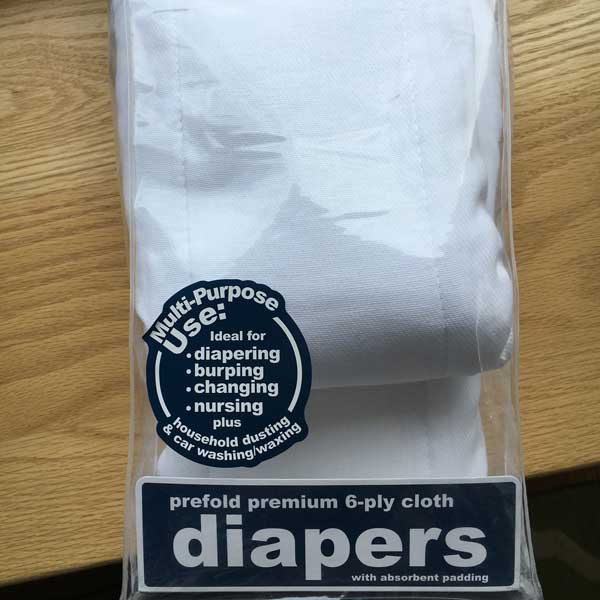 Multi-Purpose
Use:
Ideal for
• diapering
• burping
• changing
• nursing
plus
household dusting
& car washing/waxing
prefold premium 6-ply cloth
diapers
with absorbent padding